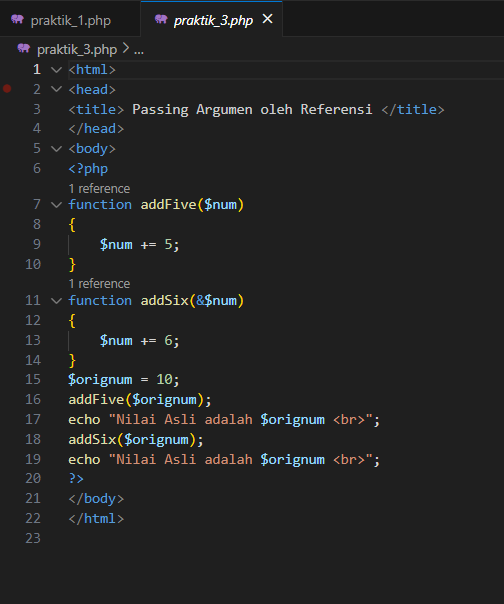 praktik_1.php praktik_3.php ×
praktik_3.php > ...
1 <html>
2 <head>
3 <title> Passing Argumen oleh Referensi </title>
4 </head>
5 <body>
6 <?php
1 reference
7 function addFive($num)
8 {
9 $num += 5;
10 }
1 reference
11 function addSix(&$num)
12 {
13 $num += 6;
14 }
15 $orignum = 10;
16 addFive($orignum);
17 echo "Nilai Asli adalah $orignum <br>";
18 addSix($orignum);
19 echo "Nilai Asli adalah $orignum <br>";
20 ?>
21 </body>
22 </html>
23